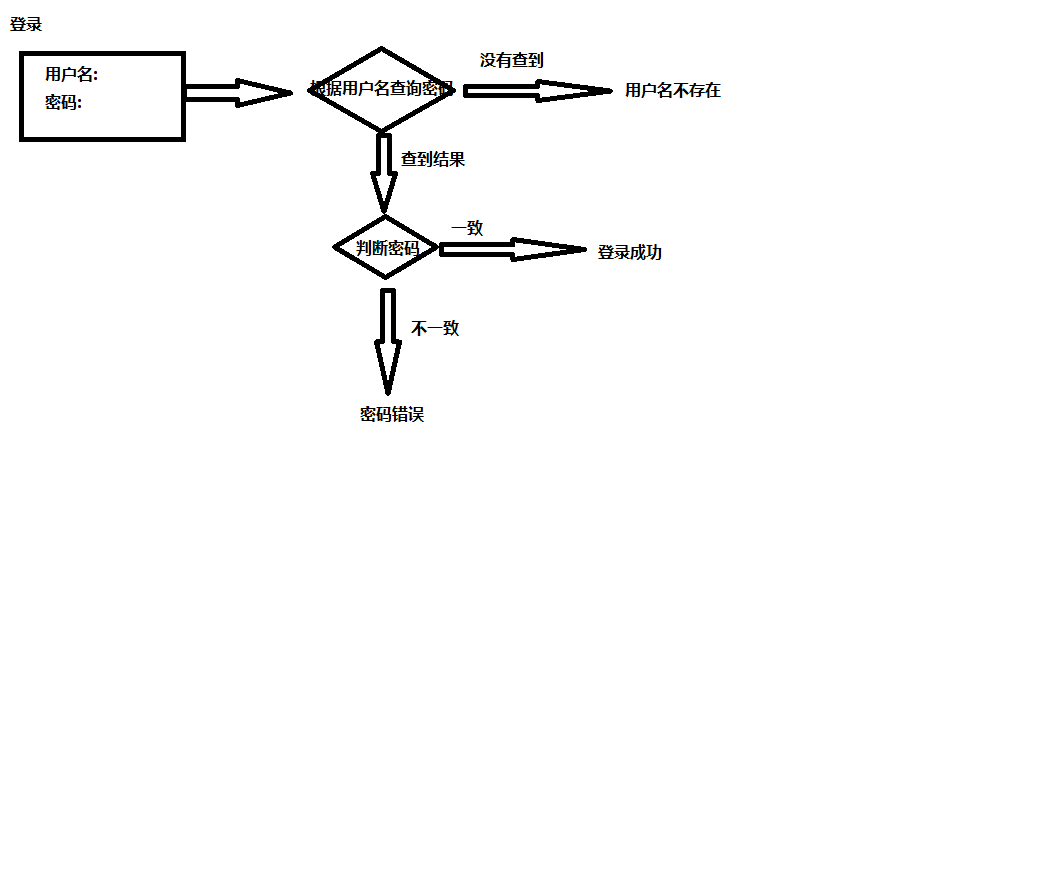 登录
用户名:
密码:
根据用户名查询密码
没有查到
用户名不存在
查到结果
判断密码
一致
登录成功
不一致
密码错误